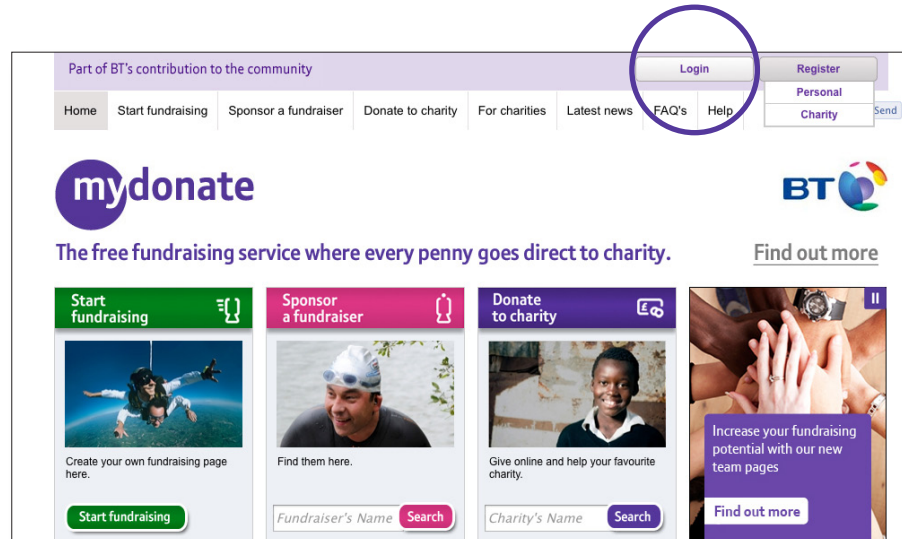 Part of BT's contribution to the community
Login
Register
Personal
Charity
Home
Start fundraising
Sponsor a fundraiser
Donate to charity
For charities
Latest news
FAQ's
Help
Send
mydonate
BT
The free fundraising service where every penny goes direct to charity.
Find out more
Start
fundraising
Sponsor
a fundraiser
Donate
to charity
£
Create your own fundraising page
here.
Find them here.
Give online and help your favourite
charity.
Increase your fundraising
potential with our new
team pages
Start fundraising
Fundraiser's Name
Search
Charity's Name
Search
Find out more